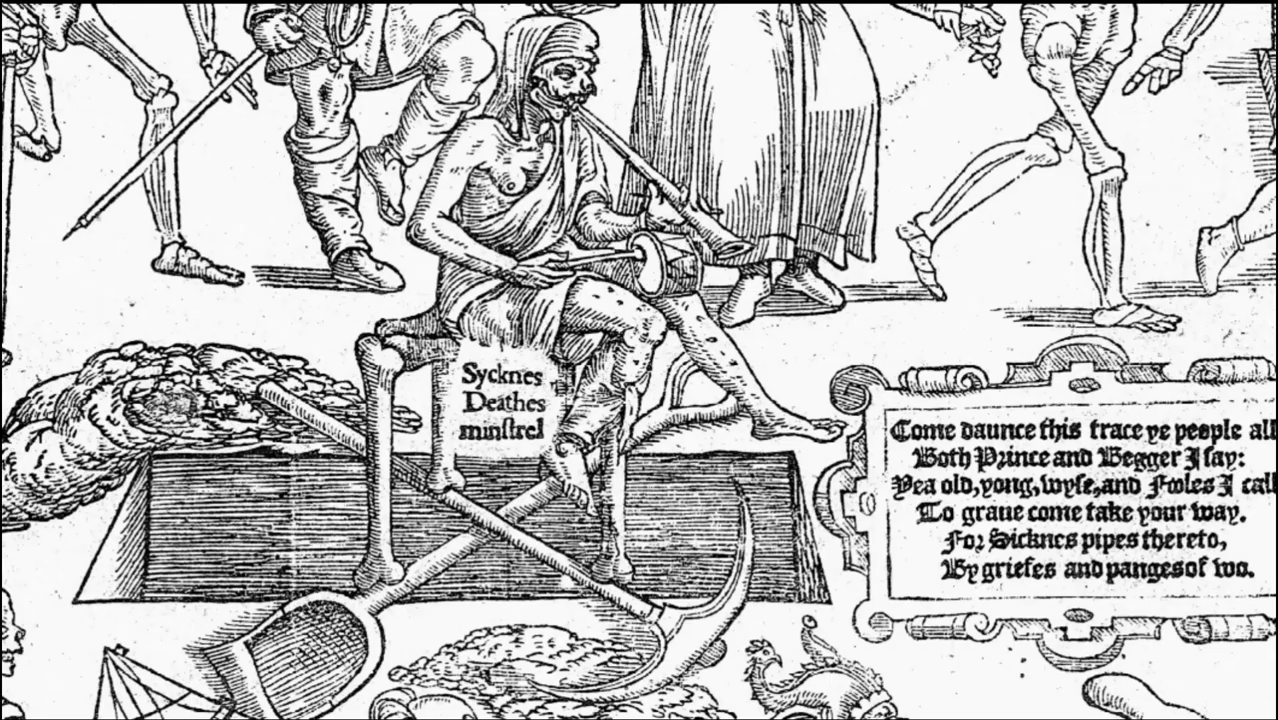 Sycknes
Deathes
minſtrel
Come daunce this trace ye people all
Both Prince and Begger I say:
Yea old, yong, wyse, and Fooles I call
To graue come take your way.
For Sicknes pipes thereto,
By griefes and panges of wo.